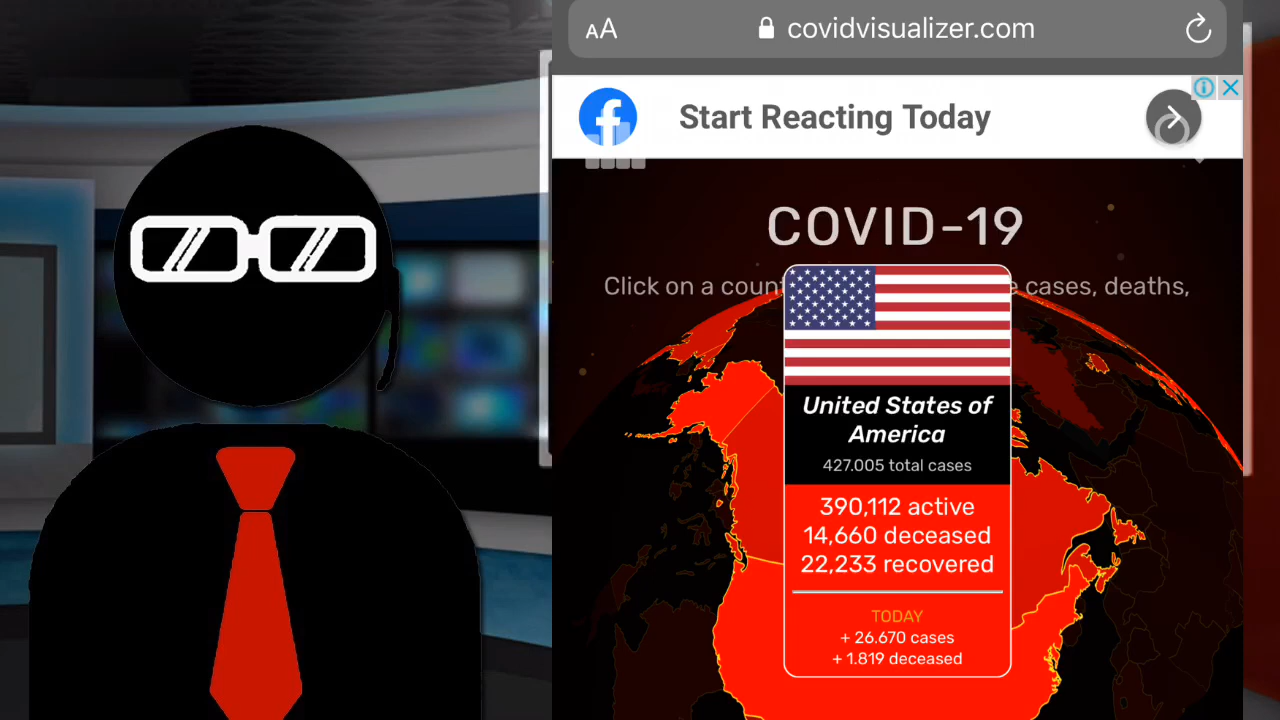 AA
covidvisualizer.com
Start Reacting Today
COVID-19
Click on a coun
e cases, deaths,
United States of
America
427.005 total cases
390,112 active
14,660 deceased
22,233 recovered
TODAY
+ 26.670 cases
+ 1.819 deceased